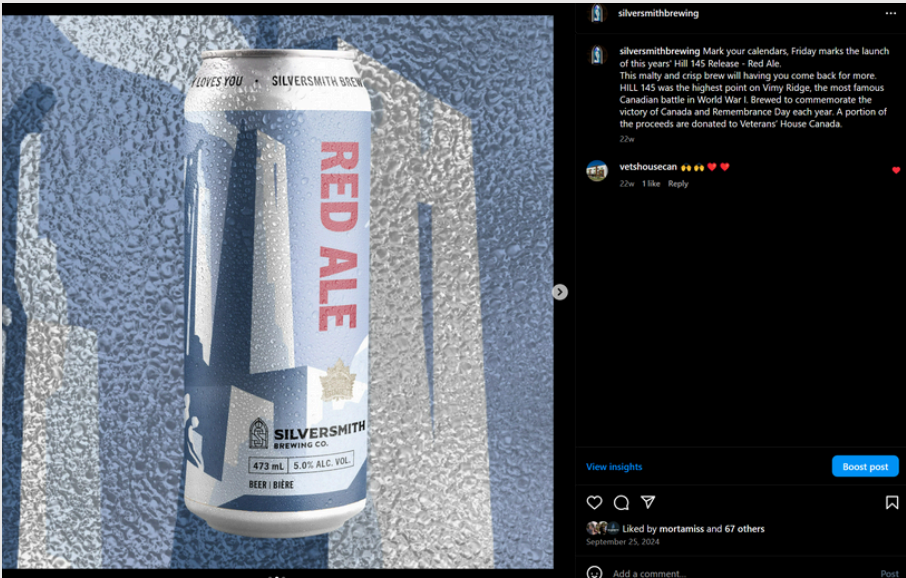 silversmithbrewing
Y LOVES YOU • SILVERSMITH BREW
RED ALE
SILVERSMITH
BREWING CO.
473 mL 5.0% ALC. VOL.
BEER | BIÈRE
silversmithbrewing Mark your calendars, Friday marks the launch
of this years' Hill 145 Release - Red Ale.
This malty and crisp brew will having you come back for more.
HILL 145 was the highest point on Vimy Ridge, the most famous
Canadian battle in World War I. Brewed to commemorate the
victory of Canada and Remembrance Day each year. A portion of
the proceeds are donated to Veterans' House Canada.
22w
vetshousecan 🙌🙌❤️❤️
22w 1 like Reply
View insights
Boost post
Liked by mortamiss and 67 others
September 25, 2024
Add a comment...
Post